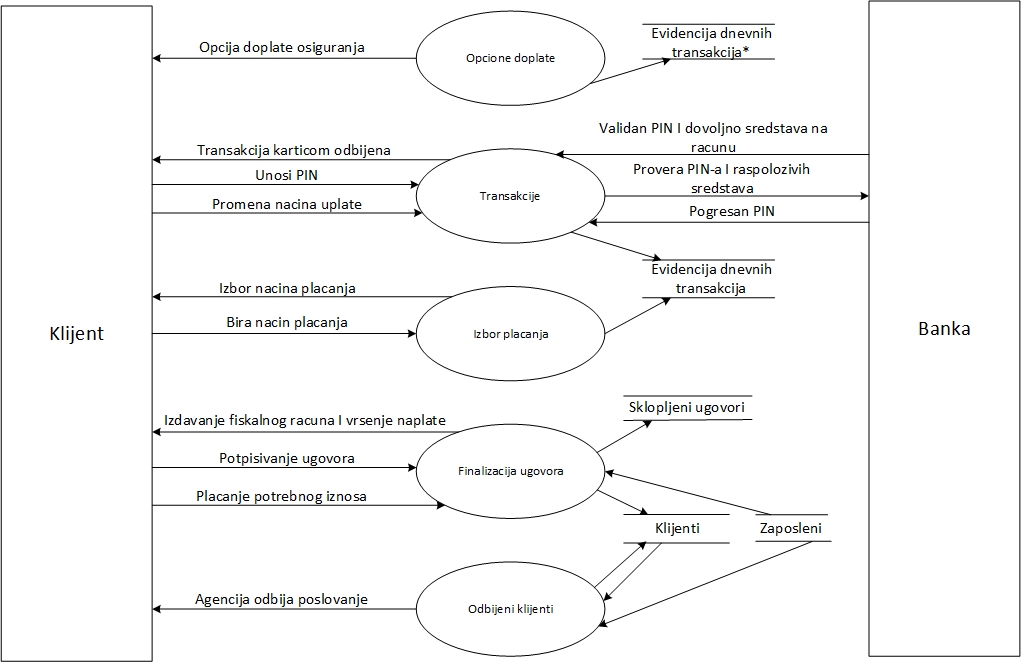 Opcija doplate osiguranja
Opcione doplate
Evidencija dnevnih
transakcija*
Validan PIN I dovoljno sredstava na
racunu
Transakcija karticom odbijena
Unosi PIN
Promena nacina uplate
Transakcije
Provera PIN-a I raspolozivih
sredstava
Pogresan PIN
Evidencija dnevnih
transakcija
Izbor nacina placanja
Bira nacin placanja
Izbor placanja
Klijent
Banka
Sklopljeni ugovori
Izdavanje fiskalnog racuna I vrsenje naplate
Potpisivanje ugovora
Placanje potrebnog iznosa
Finalizacija ugovora
Klijenti
Zaposleni
Agencija odbija poslovanje
Odbijeni klijenti